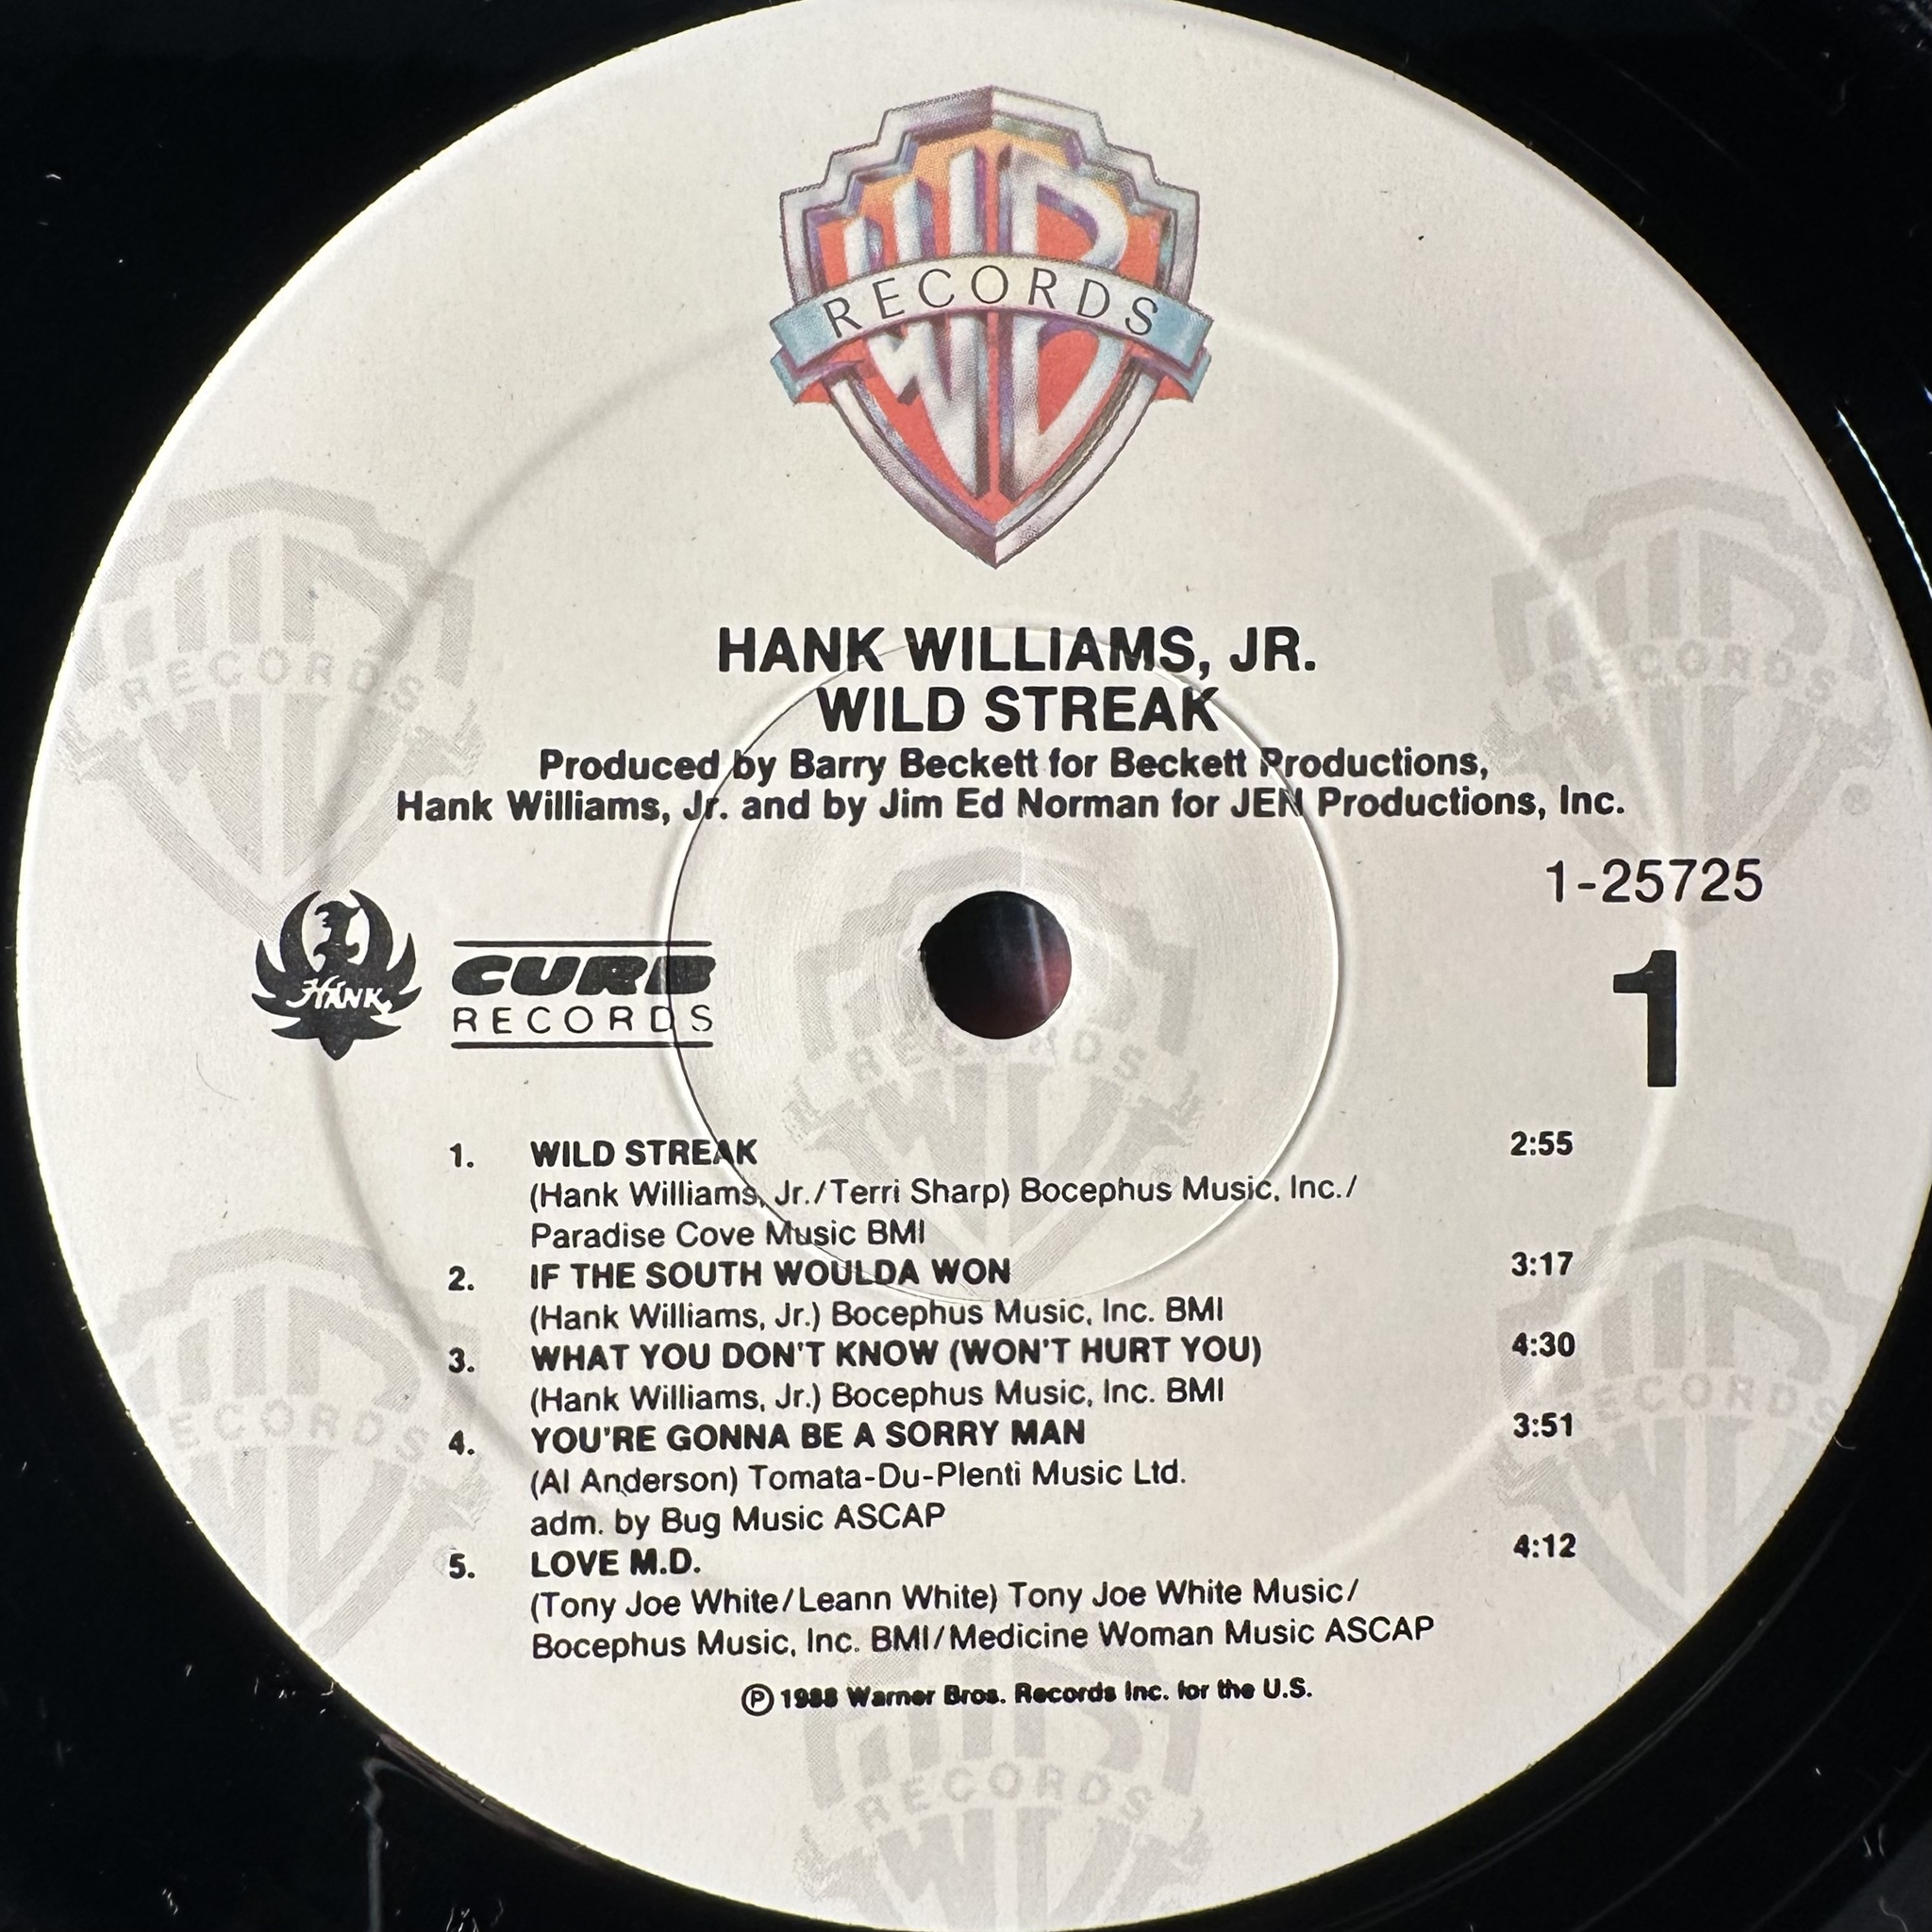 WB
RECORDS
HANK WILLIAMS, JR.
WILD STREAK
Produced by Barry Beckett for Beckett Productions,
Hank Williams, Jr. and by Jim Ed Norman for JEN Productions, Inc.
1-25725
1
HANK
CURB
RECORDS
1. WILD STREAK 2:55
(Hank Williams, Jr./Terri Sharp) Bocephus Music, Inc./
Paradise Cove Music BMI
2. IF THE SOUTH WOULDA WON 3:17
(Hank Williams, Jr.) Bocephus Music, Inc. BMI
3. WHAT YOU DON'T KNOW (WON'T HURT YOU) 4:30
(Hank Williams, Jr.) Bocephus Music, Inc. BMI
4. YOU'RE GONNA BE A SORRY MAN 3:51
(Al Anderson) Tomata-Du-Plenti Music Ltd.
adm. by Bug Music ASCAP
5. LOVE M.D. 4:12
(Tony Joe White/Leann White) Tony Joe White Music/
Bocephus Music, Inc. BMI/Medicine Woman Music ASCAP
Ⓟ 1988 Warner Bros. Records Inc. for the U.S.